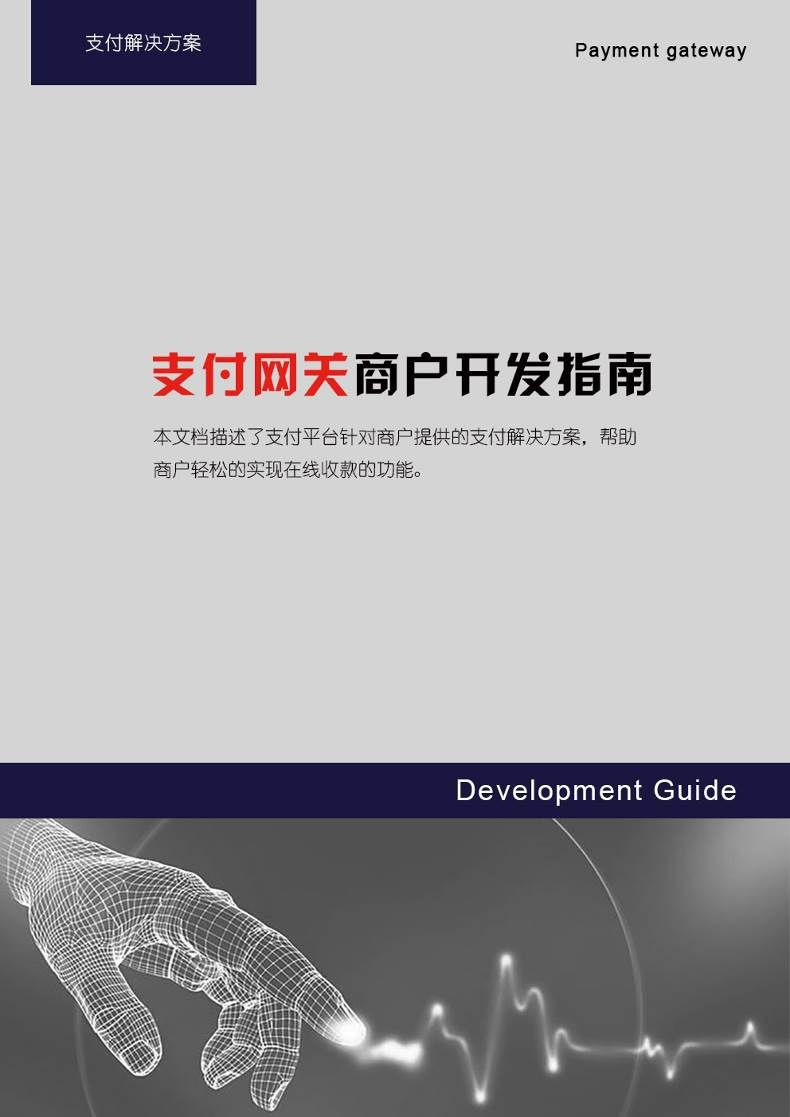 支付解决方案
Payment gateway
支付网关商户开发指南
本文档描述了支付平台针对商户提供的支付解决方案，帮助
商户轻松的实现在线收款的功能。
Development Guide